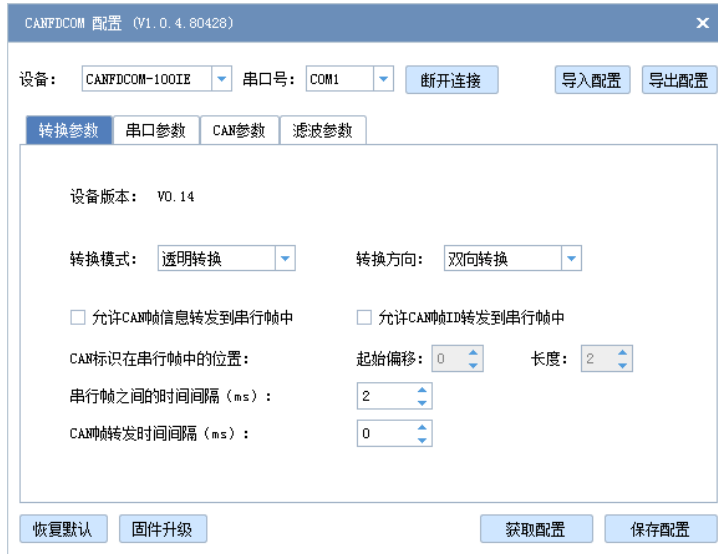 CANFDCOM 配置 (V1.0.4.80428)
设备: CANFDCOM-100IE 串口号: COM1 断开连接 导入配置 导出配置
转换参数 串口参数 CAN参数 滤波参数
设备版本: V0.14
转换模式: 透明转换 转换方向: 双向转换
允许CAN帧信息转发到串行帧中 允许CAN帧ID转发到串行帧中
CAN标识在串行帧中的位置: 起始偏移: 0 长度: 2
串行帧之间的时间间隔(ms): 2
CAN帧转发时间间隔(ms): 0
恢复默认 固件升级 获取配置 保存配置